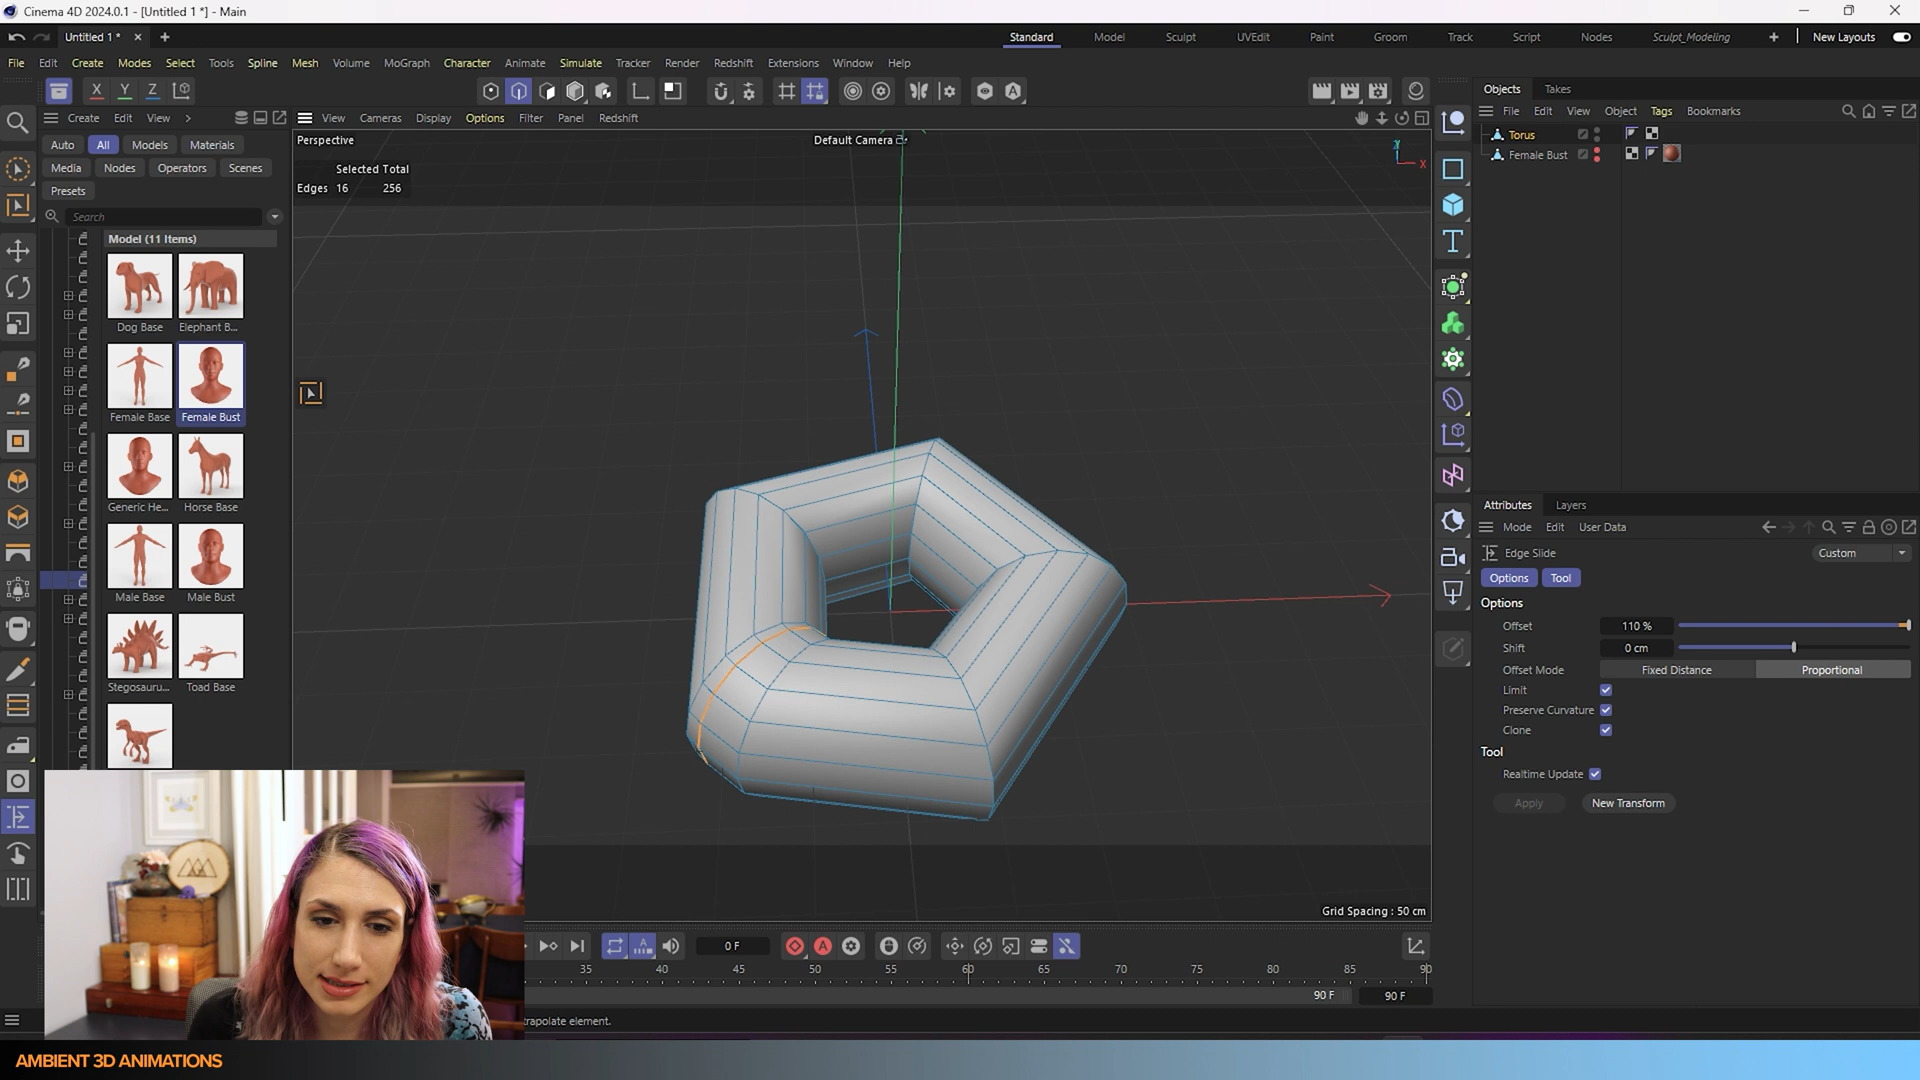 Cinema 4D 2024.0.1 - [Untitled 1 *] - Main
Untitled 1 *
Standard
Model
Sculpt
UVEdit
Paint
Groom
Track
Script
Nodes
Sculpt_Modeling
New Layouts
File
Edit
Create
Modes
Select
Tools
Spline
Mesh
Volume
MoGraph
Character
Animate
Simulate
Tracker
Render
Redshift
Extensions
Window
Help
X
Y
Z
Create
Edit
View
Auto
All
Models
Materials
Media
Nodes
Operators
Scenes
Presets
Search
Model (11 Items)
Dog Base
Elephant B...
Female Base
Female Bust
Generic He...
Horse Base
Male Base
Male Bust
Stegosauru...
Toad Base
View
Cameras
Display
Options
Filter
Panel
Redshift
Perspective
Default Camera
Selected Total
Edges 16 256
Y
X
Grid Spacing : 50 cm
Objects
Takes
File
Edit
View
Object
Tags
Bookmarks
Torus
Female Bust
Attributes
Layers
Mode
Edit
User Data
Edge Slide
Custom
Options
Tool
Options
Offset
110 %
Shift
0 cm
Offset Mode
Fixed Distance
Proportional
Limit
Preserve Curvature
Clone
Tool
Realtime Update
Apply
New Transform
0 F
35
40
45
50
55
60
65
70
75
80
85
90
90 F
90 F
trapolate element.
AMBIENT 3D ANIMATIONS